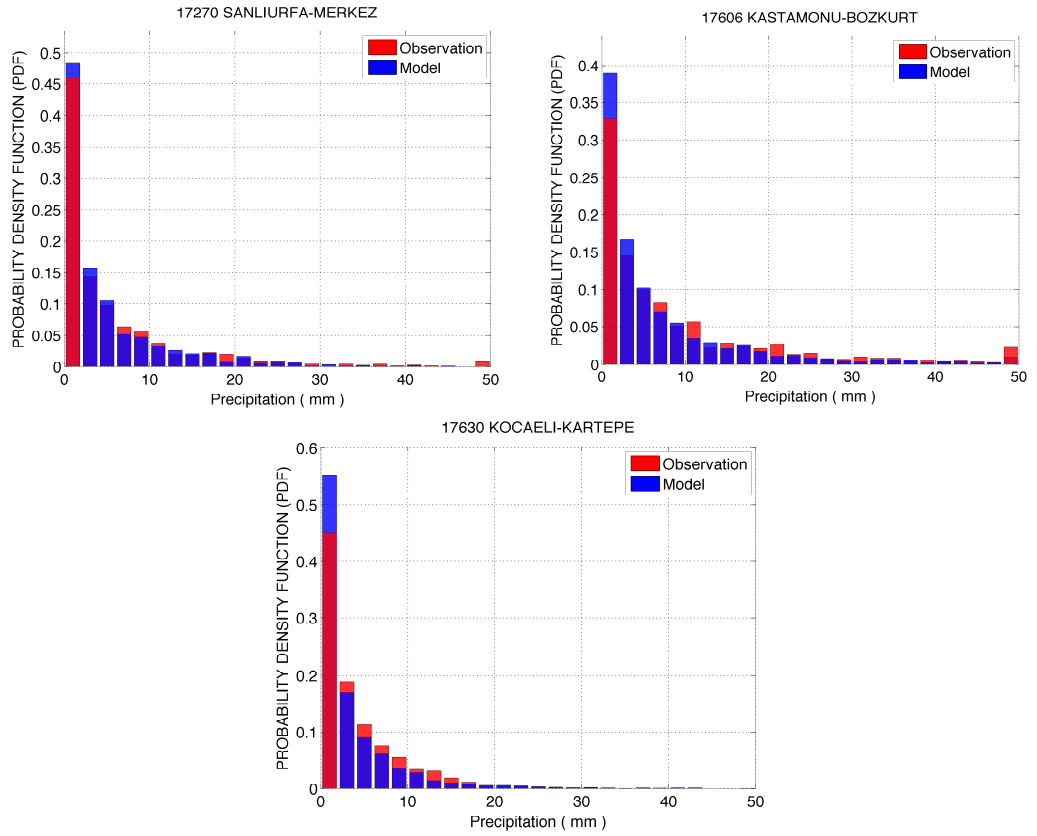 17270 SANLIURFA-MERKEZ
PROBABILITY DENSITY FUNCTION (PDF)
0.5
0.45
0.4
0.35
0.3
0.25
0.2
0.15
0.1
0.05
0
Observation
Model
0 10 20 30 40 50
Precipitation ( mm )
17606 KASTAMONU-BOZKURT
PROBABILITY DENSITY FUNCTION (PDF)
0.4
0.35
0.3
0.25
0.2
0.15
0.1
0.05
0
Observation
Model
0 10 20 30 40 50
Precipitation ( mm )
17630 KOCAELI-KARTEPE
PROBABILITY DENSITY FUNCTION (PDF)
0.6
0.5
0.4
0.3
0.2
0.1
0
Observation
Model
0 10 20 30 40 50
Precipitation ( mm )